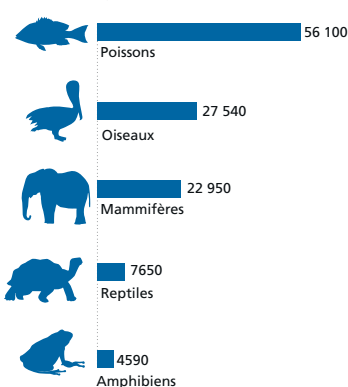 56 100
Poissons
27 540
Oiseaux
22 950
Mammifères
7650
Reptiles
4590
Amphibiens